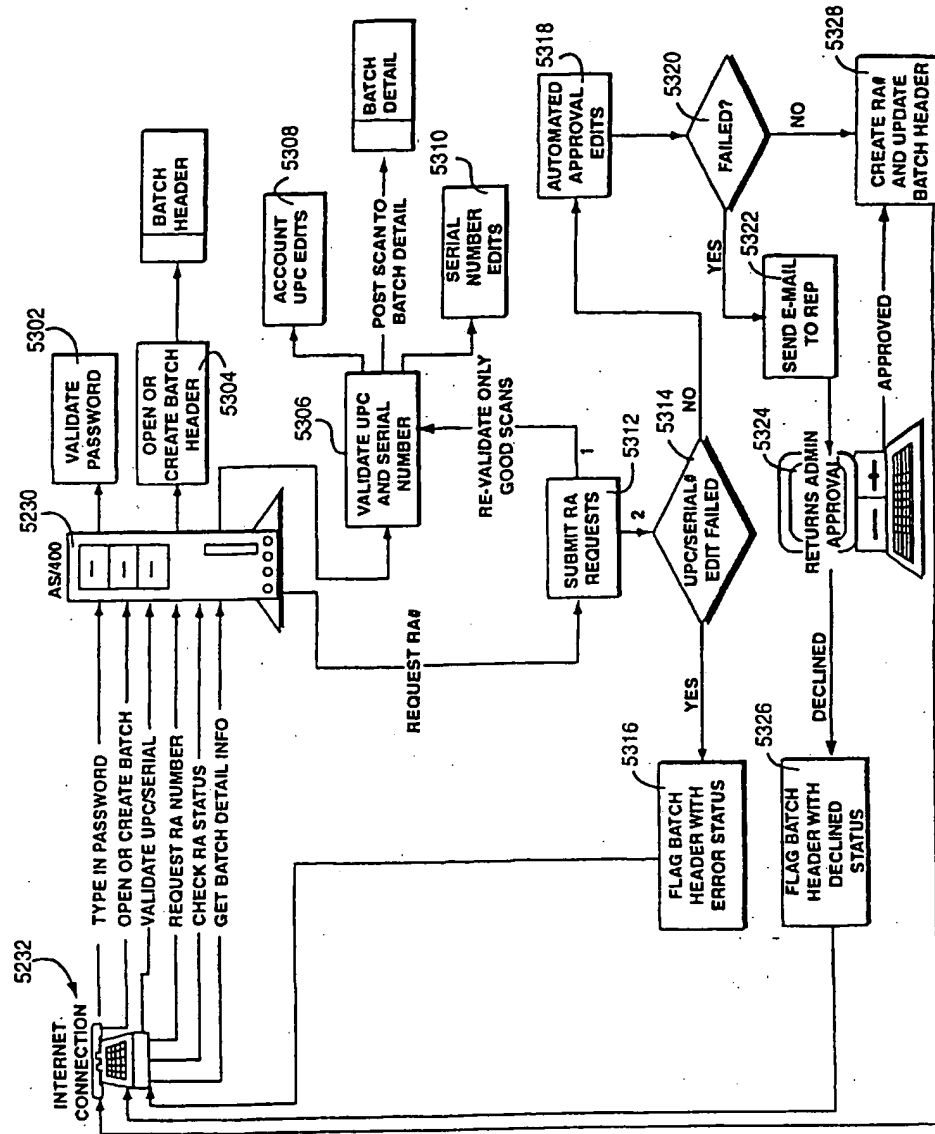 INTERNET
CONNECTION
5232
TYPE IN PASSWORD
OPEN OR CREATE BATCH
VALIDATE UPC/SERIAL
REQUEST RA NUMBER
CHECK RA STATUS
GET BATCH DETAIL INFO
AS/400
5230
VALIDATE
PASSWORD
5302
OPEN OR
CREATE BATCH
HEADER
5304
BATCH
HEADER
VALIDATE UPC
AND SERIAL
NUMBER
5306
ACCOUNT
UPC EDITS
5308
POST SCAN TO
BATCH DETAIL
BATCH
DETAIL
SERIAL
NUMBER
EDITS
5310
RE-VALIDATE ONLY
GOOD SCANS
REQUEST RA#
1
SUBMIT RA
REQUESTS
5312
2
UPC/SERIAL#
EDIT FAILED
5314
YES
NO
FLAG BATCH
HEADER WITH
ERROR STATUS
5316
AUTOMATED
APPROVAL
EDITS
5318
FAILED?
5320
YES
NO
SEND E-MAIL
TO REP
5322
RETURNS ADMIN
APPROVAL
5324
DECLINED
APPROVED
FLAG BATCH
HEADER WITH
DECLINED
STATUS
5326
CREATE RA#
AND UPDATE
BATCH HEADER
5328